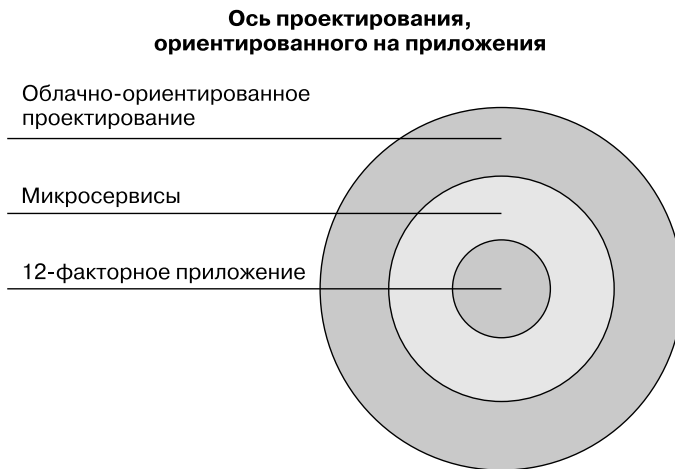 Ось проектирования,
ориентированного на приложения
Облачно-ориентированное
проектирование
Микросервисы
12-факторное приложение